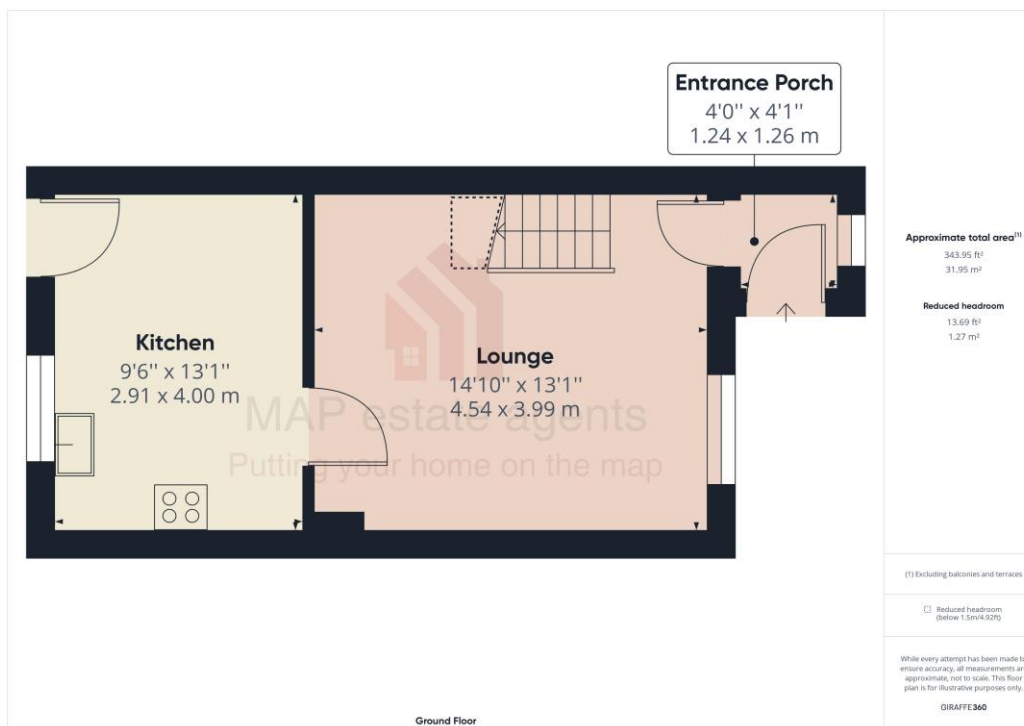 Entrance Porch
4'0" x 4'1"
1.24 x 1.26 m
Kitchen
9'6" x 13'1"
2.91 x 4.00 m
Lounge
14'10" x 13'1"
4.54 x 3.99 m
MAP estate agents
Putting your home on the map
Ground Floor
Approximate total area(1)
343.95 ft²
31.95 m²
Reduced headroom
13.69 ft²
1.27 m²
(1) Excluding balconies and terraces
Reduced headroom
(below 1.5m/4.92ft)
While every attempt has been made to
ensure accuracy, all measurements are
approximate, not to scale. This floor
plan is for illustrative purposes only.
GIRAFFE360